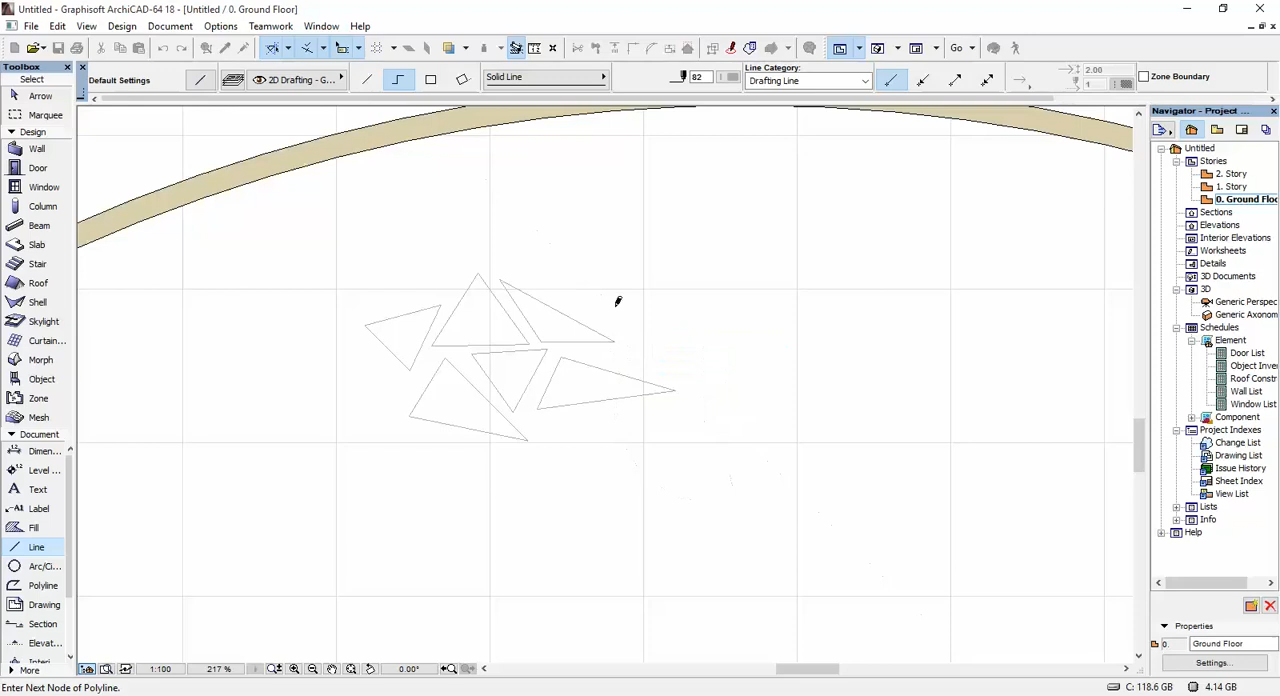 Untitled - Graphisoft ArchiCAD-64 18 - [Untitled / 0. Ground Floor]
File Edit View Design Document Options Teamwork Window Help
Go
Toolbox
Select
Arrow
Marquee
Design
Wall
Door
Window
Column
Beam
Slab
Stair
Roof
Shell
Skylight
Curtain...
Morph
Object
Zone
Mesh
Document
Dimen...
Level ...
Text
Label
Fill
Line
Arc/Ci...
Polyline
Drawing
Section
Elevat...
Interi...
More
Default Settings
2D Drafting - G...
Solid Line
82
Line Category:
Drafting Line
2.00
1
Zone Boundary
Navigator - Project ...
Untitled
Stories
2. Story
1. Story
0. Ground Floor
Sections
Elevations
Interior Elevations
Worksheets
Details
3D Documents
3D
Generic Perspec
Generic Axonom
Schedules
Element
Door List
Object Inve
Roof Constr
Wall List
Window List
Component
Project Indexes
Change List
Drawing List
Issue History
Sheet Index
View List
Lists
Info
Help
Properties
0.
Ground Floor
Settings...
1:100
217 %
0.00°
Enter Next Node of Polyline.
C: 118.6 GB
4.14 GB